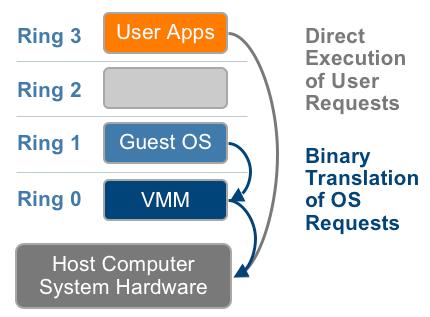 Ring 3
User Apps
Ring 2
Ring 1
Guest OS
Ring 0
VMM
Host Computer
System Hardware
Direct
Execution
of User
Requests
Binary
Translation
of OS
Requests